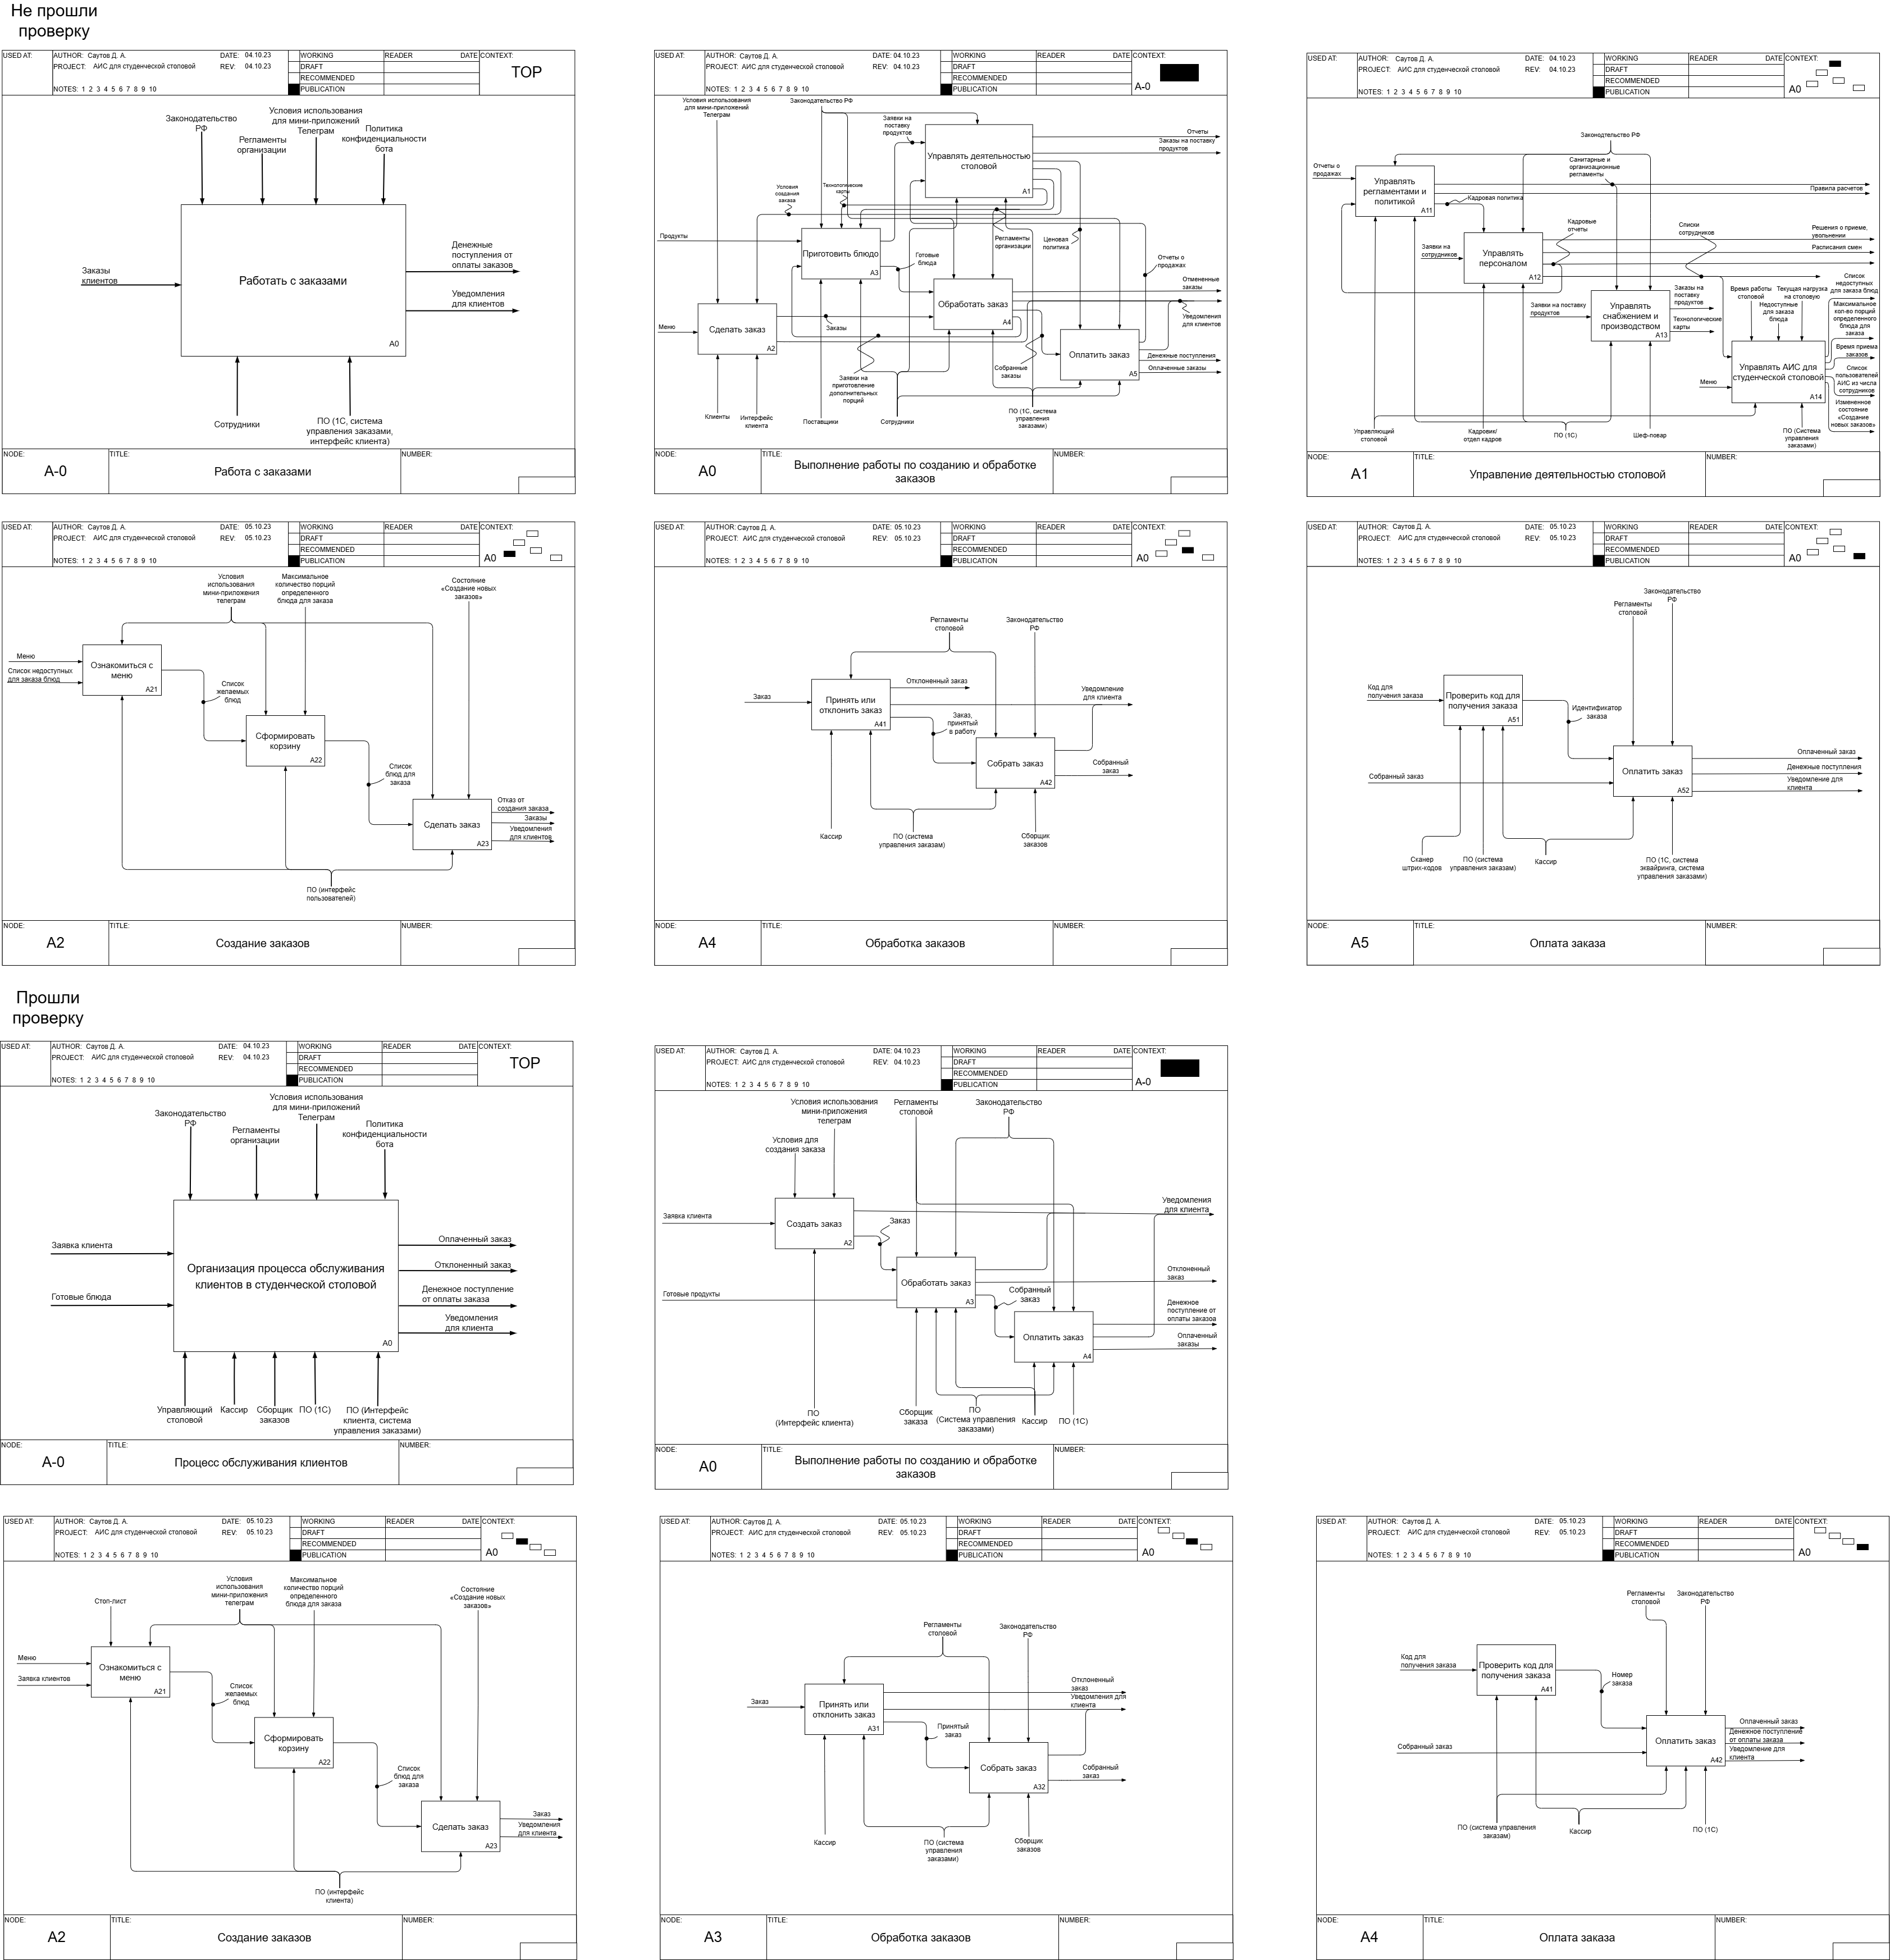 Не прошли
проверку
USED AT:
AUTHOR: Саутов Д. А.
DATE: 04.10.23
PROJECT: АИС для студенческой столовой
REV: 04.10.23
NOTES: 1 2 3 4 5 6 7 8 9 10
WORKING
DRAFT
RECOMMENDED
PUBLICATION
READER
DATE
CONTEXT:
TOP
Законодательство
РФ
Регламенты
организации
Условия использования
для мини-приложений
Телеграм
Политика
конфиденциальности
бота
Заказы
клиентов
Работать с заказами
A0
Денежные
поступления от
оплаты заказов
Уведомления
для клиентов
Сотрудники
ПО (1С, система
управления заказами,
интерфейс клиента)
NODE:
A-0
TITLE:
Работа с заказами
NUMBER:
USED AT:
AUTHOR: Саутов Д. А.
DATE: 04.10.23
PROJECT: АИС для студенческой столовой
REV: 04.10.23
NOTES: 1 2 3 4 5 6 7 8 9 10
WORKING
DRAFT
RECOMMENDED
PUBLICATION
READER
DATE
CONTEXT:
A-0
Условия использования
для мини-приложений
Телеграм
Законодательство РФ
Заявки на
поставку
продуктов
Управлять деятельностью
столовой
A1
Отчеты
Заказы на поставку
продуктов
Условия
создания
заказа
Технологические
карты
Продукты
Приготовить блюдо
A3
Готовые
блюда
Регламенты
организации
Ценовая
политика
Отчеты о
продажах
Обработать заказ
A4
Отмененные
заказы
Уведомления
для клиентов
Меню
Сделать заказ
A2
Заказы
Оплатить заказ
A5
Денежные поступления
Оплаченные заказы
Заявки на
приготовление
дополнительных
порций
Собранные
заказы
Клиенты
Интерфейс
клиента
Поставщики
Сотрудники
ПО (1С, система
управления
заказами)
NODE:
A0
TITLE:
Выполнение работы по созданию и обработке
заказов
NUMBER:
USED AT:
AUTHOR: Саутов Д. А.
DATE: 04.10.23
PROJECT: АИС для студенческой столовой
REV: 04.10.23
NOTES: 1 2 3 4 5 6 7 8 9 10
WORKING
DRAFT
RECOMMENDED
PUBLICATION
READER
DATE
CONTEXT:
A0
Законодтельство РФ
Отчеты о
продажах
Управлять
регламентами и
политикой
A11
Санитарные и
организационные
регламенты
Правила расчетов
Кадровая политика
Заявки на
сотрудников
Управлять
персоналом
A12
Кадровые
отчеты
Списки
сотрудников
Решения о приеме,
увольнении
Расписания смен
Заявки на поставку
продуктов
Управлять
снабжением и
производством
A13
Заказы на
поставку
продуктов
Технологические
карты
Время работы
столовой
Недоступные
для заказа
блюда
Текущая нагрузка
на столовую
Меню
Управлять АИС для
студенческой столовой
A14
Список
недоступных
для заказа блюд
Максимальное
кол-во порций
определенного
блюда для
заказа
Время приема
заказов
Список
пользователей
АИС из числа
сотрудников
Измененное
состояние
«Создание
новых заказов»
Управляющий
столовой
Кадровик/
отдел кадров
ПО (1С)
Шеф-повар
ПО (Система
управления
заказами)
NODE:
A1
TITLE:
Управление деятельностью столовой
NUMBER:
USED AT:
AUTHOR: Саутов Д. А.
DATE: 05.10.23
PROJECT: АИС для студенческой столовой
REV: 05.10.23
NOTES: 1 2 3 4 5 6 7 8 9 10
WORKING
DRAFT
RECOMMENDED
PUBLICATION
READER
DATE
CONTEXT:
A0
Условия
использования
мини-приложения
телеграм
Максимальное
количество порций
определенного
блюда для заказа
Состояние
«Создание новых
заказов»
Меню
Список недоступных
для заказа блюд
Ознакомиться с
меню
A21
Список
желаемых
блюд
Сформировать
корзину
A22
Список
блюд для
заказа
Сделать заказ
A23
Отказ от
создания заказа
Заказы
Уведомления
для клиентов
ПО (интерфейс
пользователей)
NODE:
A2
TITLE:
Создание заказов
NUMBER:
USED AT:
AUTHOR: Саутов Д. А.
DATE: 05.10.23
PROJECT: АИС для студенческой столовой
REV: 05.10.23
NOTES: 1 2 3 4 5 6 7 8 9 10
WORKING
DRAFT
RECOMMENDED
PUBLICATION
READER
DATE
CONTEXT:
A0
Регламенты
столовой
Законодательство
РФ
Заказ
Принять или
отклонить заказ
A41
Отклоненный заказ
Уведомление
для клиента
Заказ,
принятый
в работу
Собрать заказ
A42
Собранный
заказ
Кассир
ПО (система
управления заказам)
Сборщик
заказов
NODE:
A4
TITLE:
Обработка заказов
NUMBER:
USED AT:
AUTHOR: Саутов Д. А.
DATE: 05.10.23
PROJECT: АИС для студенческой столовой
REV: 05.10.23
NOTES: 1 2 3 4 5 6 7 8 9 10
WORKING
DRAFT
RECOMMENDED
PUBLICATION
READER
DATE
CONTEXT:
A0
Регламенты
столовой
Законодательство
РФ
Код для
получения заказа
Проверить код для
получения заказа
A51
Идентификатор
заказа
Собранный заказ
Оплатить заказ
A52
Оплаченный заказ
Денежные поступления
Уведомление для
клиента
Сканер
штрих-кодов
ПО (система
управления заказам)
Кассир
ПО (1С, система
эквайринга, система
управления заказами)
NODE:
A5
TITLE:
Оплата заказа
NUMBER:
Прошли
проверку
USED AT:
AUTHOR: Саутов Д. А.
DATE: 04.10.23
PROJECT: АИС для студенческой столовой
REV: 04.10.23
NOTES: 1 2 3 4 5 6 7 8 9 10
WORKING
DRAFT
RECOMMENDED
PUBLICATION
READER
DATE
CONTEXT:
TOP
Законодательство
РФ
Регламенты
организации
Условия использования
для мини-приложений
Телеграм
Политика
конфиденциальности
бота
Заявка клиента
Готовые блюда
Организация процесса обслуживания
клиентов в студенческой столовой
A0
Оплаченный заказ
Отклоненный заказ
Денежное поступление
от оплаты заказа
Уведомления
для клиента
Управляющий
столовой
Кассир
Сборщик
заказов
ПО (1С)
ПО (Интерфейс
клиента, система
управления заказами)
NODE:
A-0
TITLE:
Процесс обслуживания клиентов
NUMBER:
USED AT:
AUTHOR: Саутов Д. А.
DATE: 04.10.23
PROJECT: АИС для студенческой столовой
REV: 04.10.23
NOTES: 1 2 3 4 5 6 7 8 9 10
WORKING
DRAFT
RECOMMENDED
PUBLICATION
READER
DATE
CONTEXT:
A-0
Условия использования
мини-приложения
телеграм
Регламенты
столовой
Законодательство
РФ
Условия для
создания заказа
Заявка клиента
Создать заказ
A2
Заказ
Уведомления
для клиента
Обработать заказ
A3
Отклоненный
заказ
Готовые продукты
Собранный
заказ
Оплатить заказ
A4
Денежное
поступление от
оплаты заказоа
Оплаченный
заказы
ПО
(Интерфейс клиента)
Сборщик
заказа
ПО
(Система управления
заказами)
Кассир
ПО (1С)
NODE:
A0
TITLE:
Выполнение работы по созданию и обработке
заказов
NUMBER:
USED AT:
AUTHOR: Саутов Д. А.
DATE: 05.10.23
PROJECT: АИС для студенческой столовой
REV: 05.10.23
NOTES: 1 2 3 4 5 6 7 8 9 10
WORKING
DRAFT
RECOMMENDED
PUBLICATION
READER
DATE
CONTEXT:
A0
Стоп-лист
Условия
использования
мини-приложения
телеграм
Максимальное
количество порций
определенного
блюда для заказа
Состояние
«Создание новых
заказов»
Меню
Заявка клиентов
Ознакомиться с
меню
A21
Список
желаемых
блюд
Сформировать
корзину
A22
Список
блюд для
заказа
Сделать заказ
A23
Заказ
Уведомления
для клиента
ПО (интерфейс
клиента)
NODE:
A2
TITLE:
Создание заказов
NUMBER:
USED AT:
AUTHOR: Саутов Д. А.
DATE: 05.10.23
PROJECT: АИС для студенческой столовой
REV: 05.10.23
NOTES: 1 2 3 4 5 6 7 8 9 10
WORKING
DRAFT
RECOMMENDED
PUBLICATION
READER
DATE
CONTEXT:
A0
Регламенты
столовой
Законодательство
РФ
Заказ
Принять или
отклонить заказ
A31
Отклоненный
заказ
Уведомления для
клиента
Принятый
заказ
Собрать заказ
A32
Собранный
заказ
Кассир
ПО (система
управления
заказами)
Сборщик
заказов
NODE:
A3
TITLE:
Обработка заказов
NUMBER:
USED AT:
AUTHOR: Саутов Д. А.
DATE: 05.10.23
PROJECT: АИС для студенческой столовой
REV: 05.10.23
NOTES: 1 2 3 4 5 6 7 8 9 10
WORKING
DRAFT
RECOMMENDED
PUBLICATION
READER
DATE
CONTEXT:
A0
Регламенты
столовой
Законодательство
РФ
Код для
получения заказа
Проверить код для
получения заказа
A41
Номер
заказа
Собранный заказ
Оплатить заказ
A42
Оплаченный заказ
Денежное поступление
от оплаты заказа
Уведомление для
клиента
ПО (система управления
заказам)
Кассир
ПО (1С)
NODE:
A4
TITLE:
Оплата заказа
NUMBER: